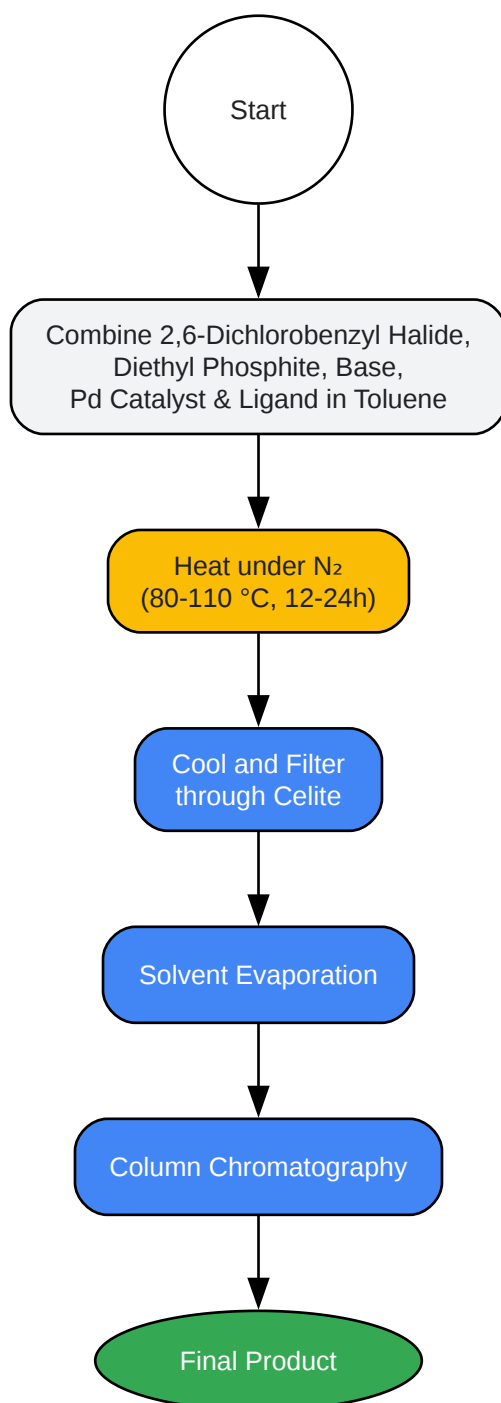 Start
Combine 2,6-Dichlorobenzyl Halide,
Diethyl Phosphite, Base,
Pd Catalyst & Ligand in Toluene
Heat under N₂
(80-110 °C, 12-24h)
Cool and Filter
through Celite
Solvent Evaporation
Column Chromatography
Final Product